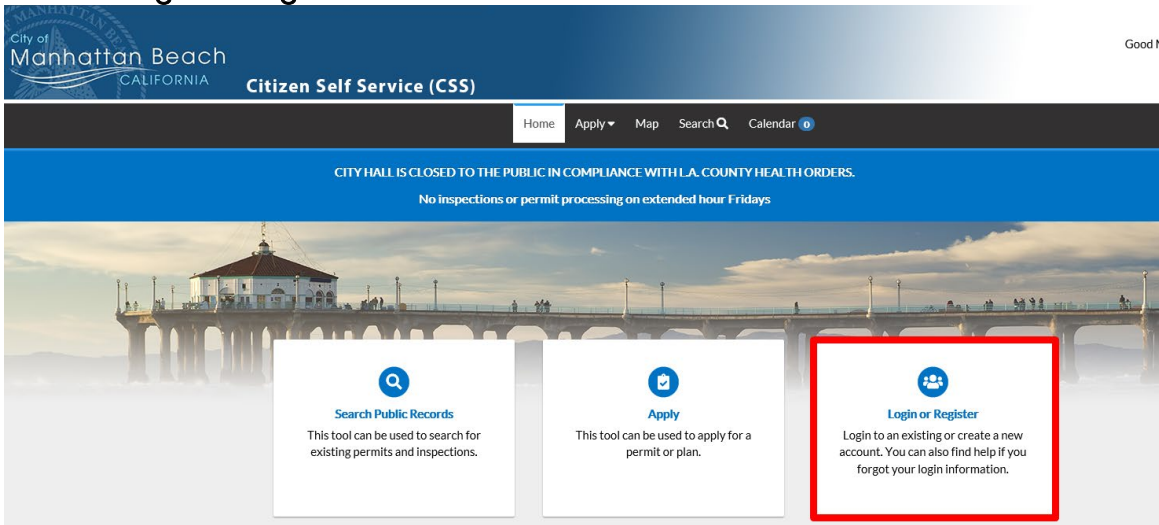 MANHATTAN BEACH
City of
Manhattan Beach
CALIFORNIA
Citizen Self Service (CSS)
Good
Home Apply Map Search Calendar 0
CITY HALL IS CLOSED TO THE PUBLIC IN COMPLIANCE WITH L.A. COUNTY HEALTH ORDERS.
No inspections or permit processing on extended hour Fridays
Search Public Records
This tool can be used to search for
existing permits and inspections.
Apply
This tool can be used to apply for a
permit or plan.
Login or Register
Login to an existing or create a new
account. You can also find help if you
forgot your login information.